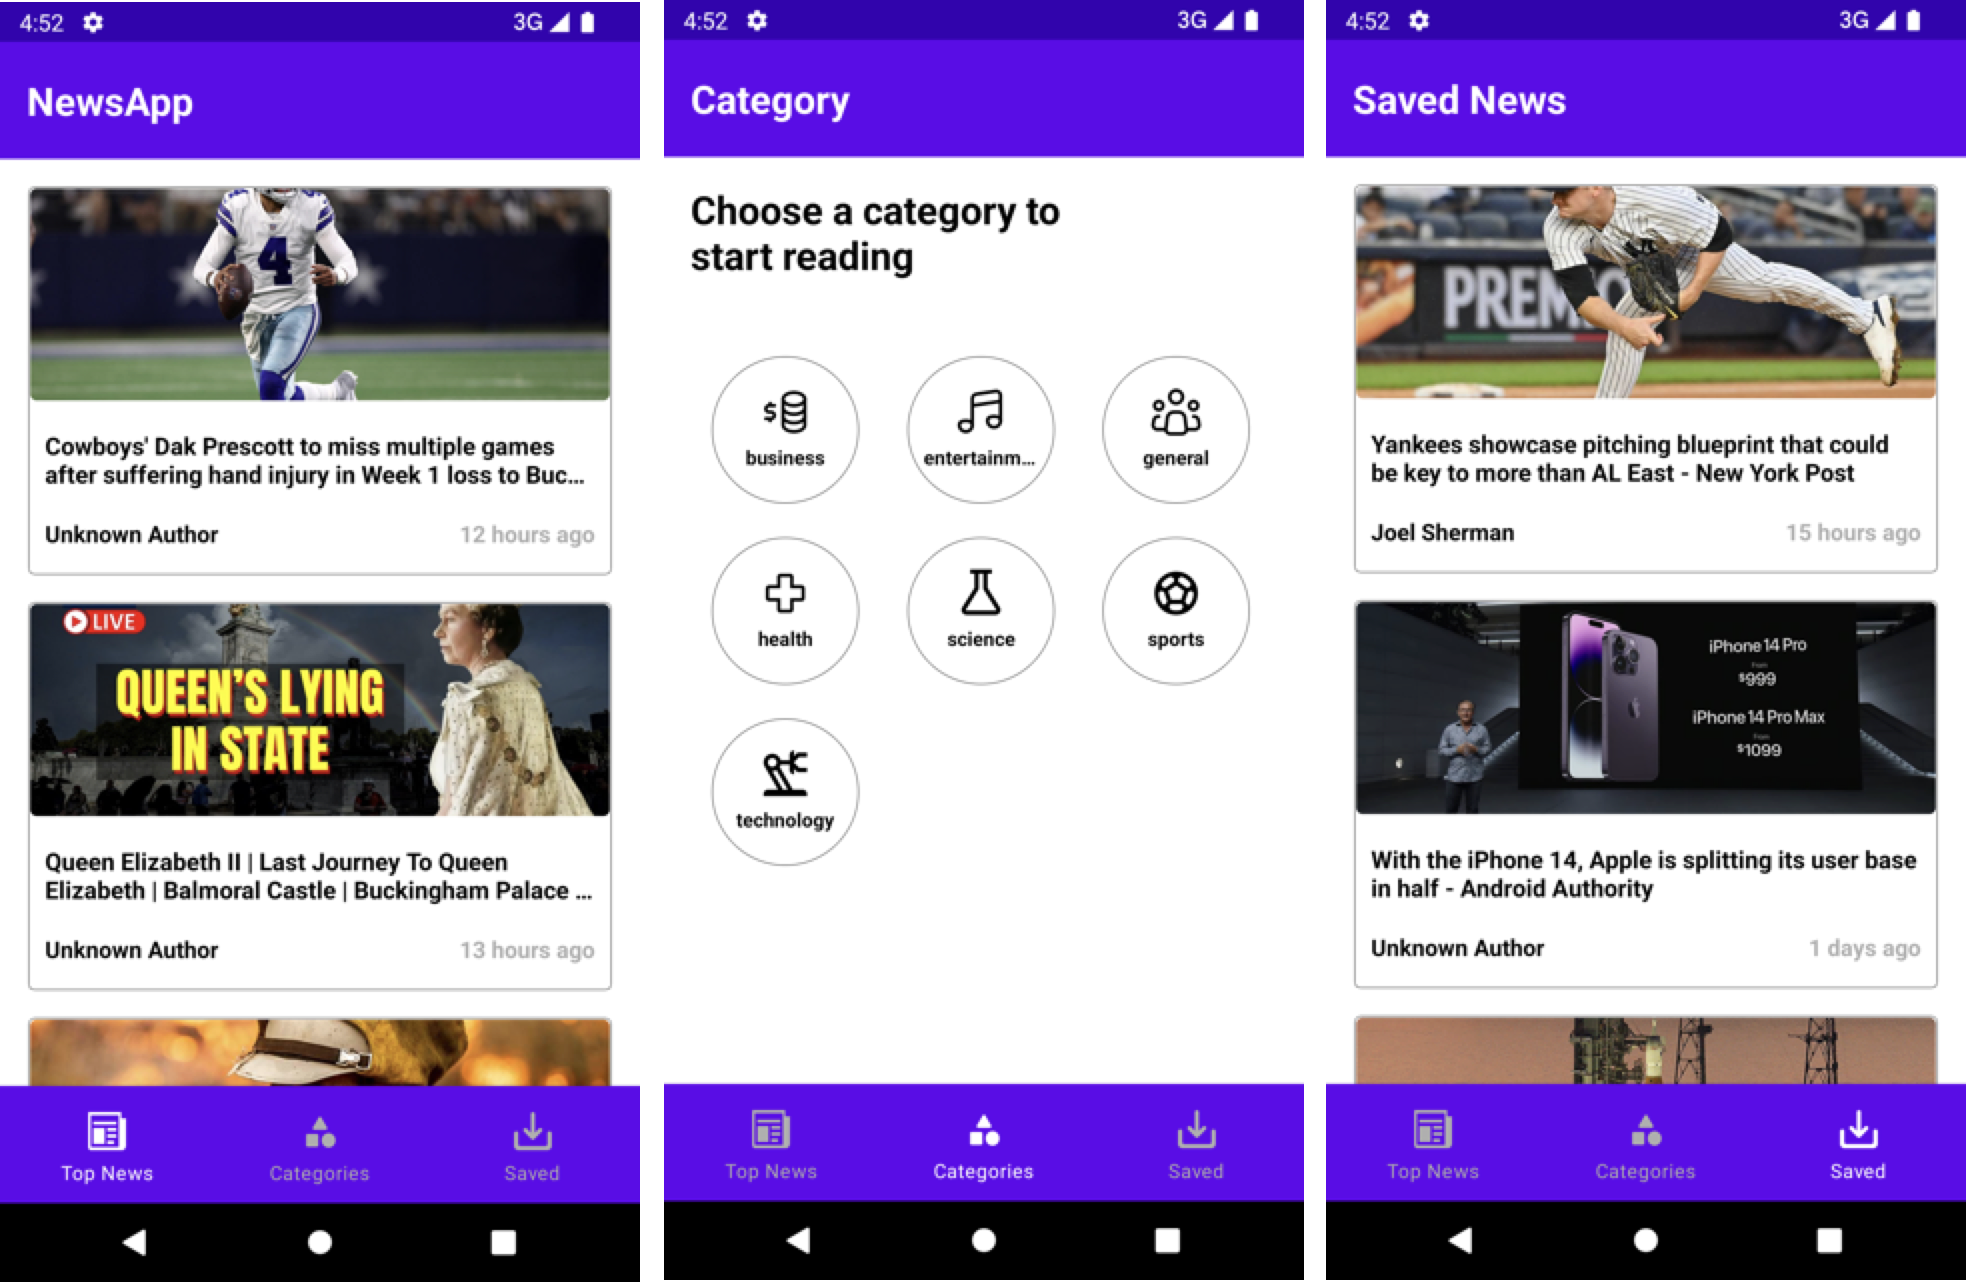 4:52
3G
NewsApp
4
Cowboys' Dak Prescott to miss multiple games
after suffering hand injury in Week 1 loss to Buc...
Unknown Author
12 hours ago
LIVE
QUEEN'S LYING
IN STATE
Queen Elizabeth II | Last Journey To Queen
Elizabeth | Balmoral Castle | Buckingham Palace ...
Unknown Author
13 hours ago
Top News
Categories
Saved
4:52
3G
Category
Choose a category to
start reading
$
business
entertainm...
general
health
science
sports
technology
Top News
Categories
Saved
4:52
3G
Saved News
PREM
Yankees showcase pitching blueprint that could
be key to more than AL East - New York Post
Joel Sherman
15 hours ago
iPhone 14 Pro
From
$999
iPhone 14 Pro Max
From
$1099
With the iPhone 14, Apple is splitting its user base
in half - Android Authority
Unknown Author
1 days ago
Top News
Categories
Saved